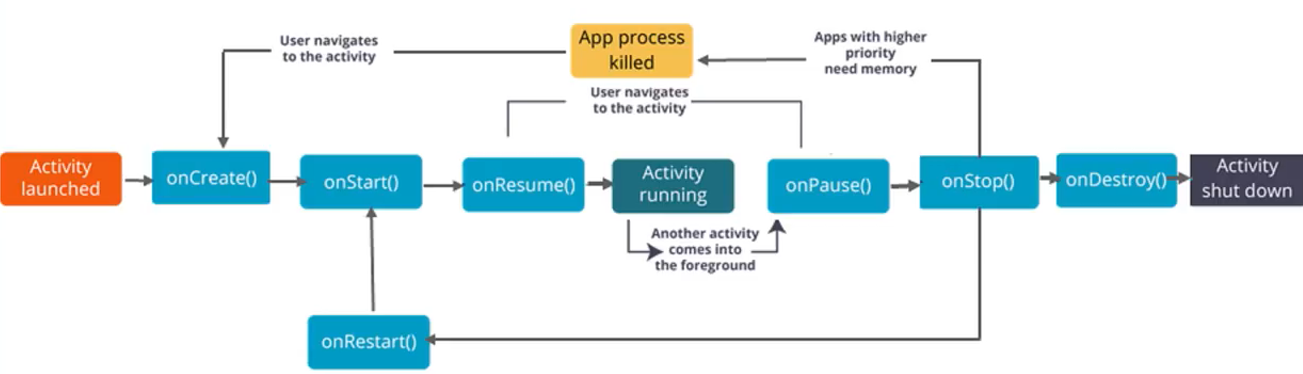 User navigates
to the activity
App process
killed
Apps with higher
priority
need memory
User navigates
to the activity
Activity
launched
onCreate()
onStart()
onResume()
Activity
running
onPause()
onStop()
onDestroy()
Activity
shut down
Another activity
comes into
the foreground
onRestart()